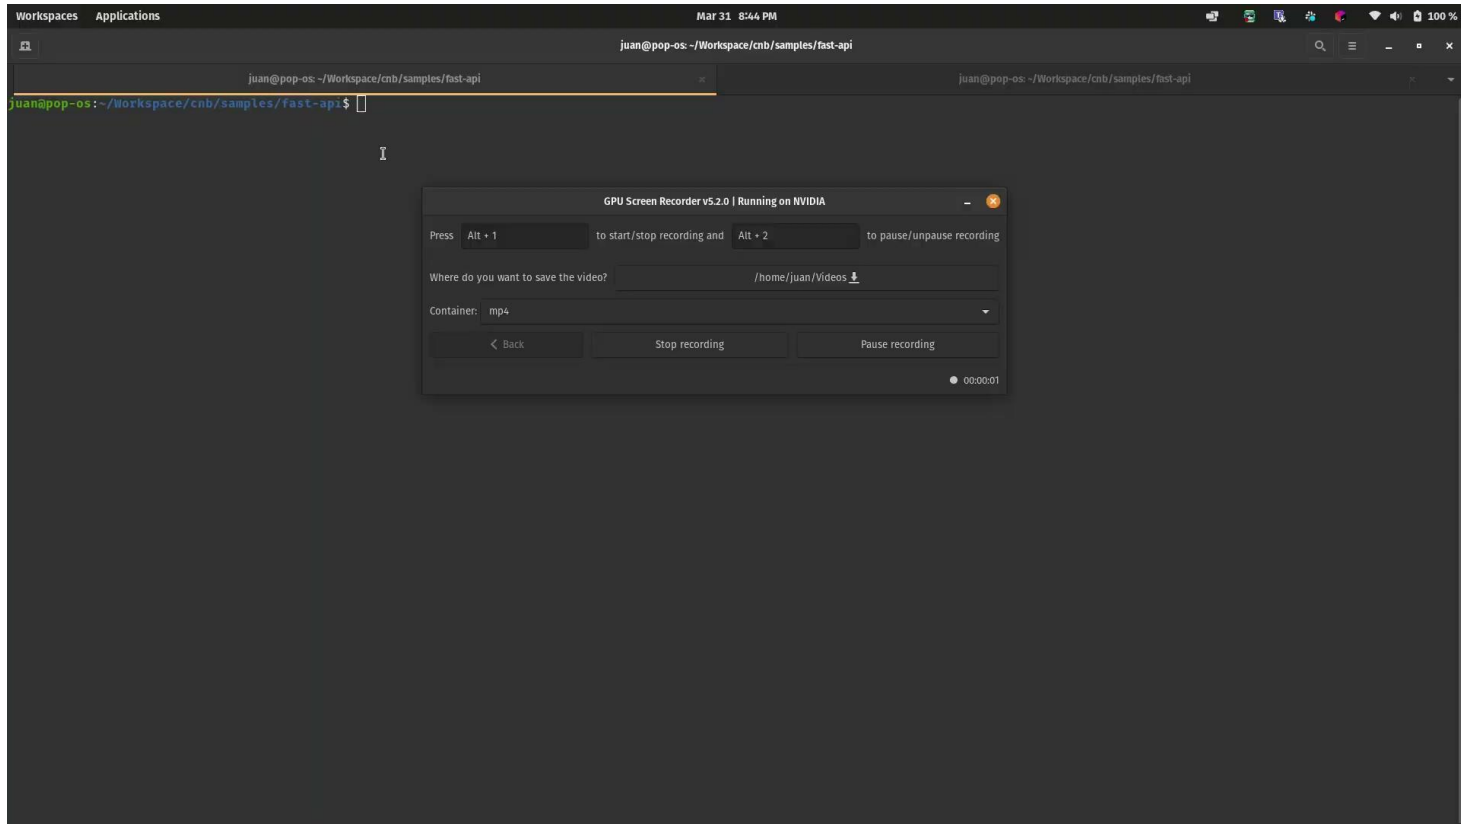 Workspaces Applications Mar 31 8:44 PM 100 %
juan@pop-os: ~/Workspace/cnb/samples/fast-api
juan@pop-os: ~/Workspace/cnb/samples/fast-api juan@pop-os: ~/Workspace/cnb/samples/fast-api
juan@pop-os:~/Workspace/cnb/samples/fast-api$
GPU Screen Recorder v5.2.0 | Running on NVIDIA
Press Alt + 1 to start/stop recording and Alt + 2 to pause/unpause recording
Where do you want to save the video? /home/juan/Videos
Container: mp4
Back Stop recording Pause recording
00:00:01